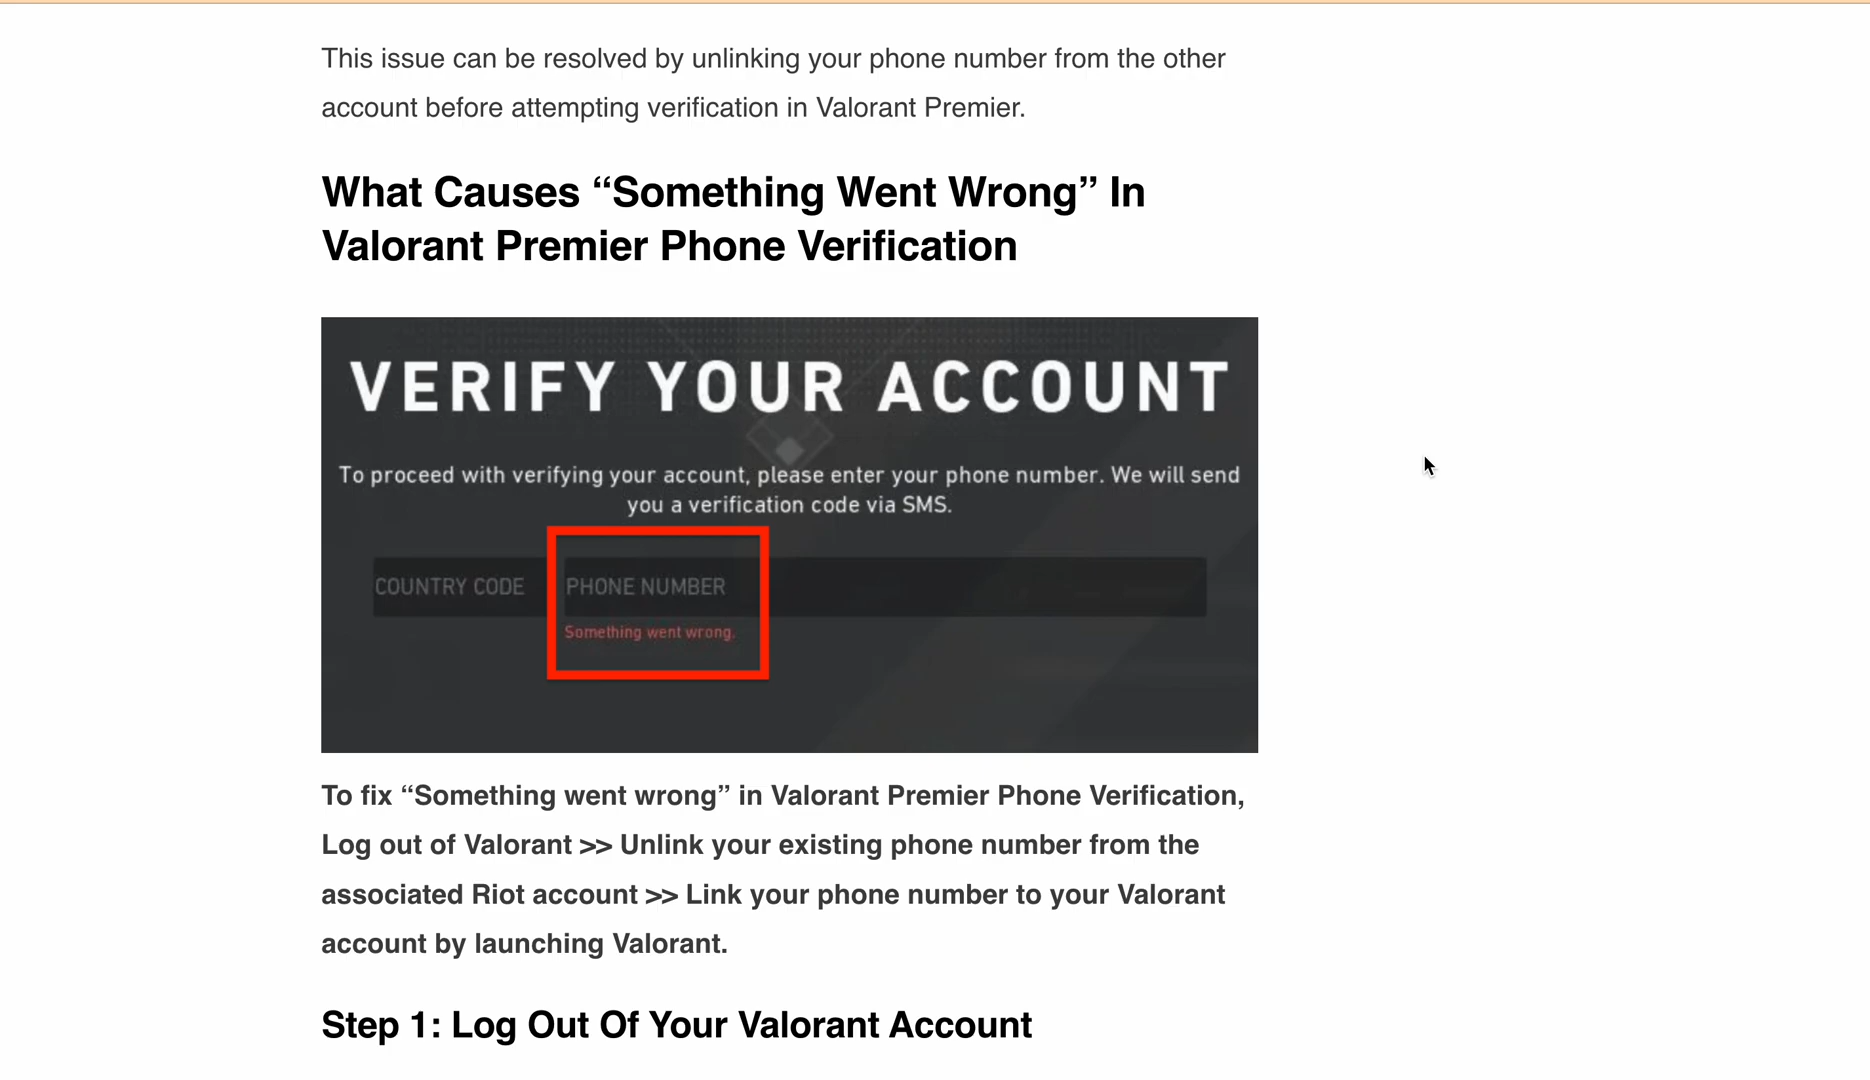 This issue can be resolved by unlinking your phone number from the other
account before attempting verification in Valorant Premier.
What Causes “Something Went Wrong” In
Valorant Premier Phone Verification
VERIFY YOUR ACCOUNT
To proceed with verifying your account, please enter your phone number. We will send
you a verification code via SMS.
COUNTRY CODE PHONE NUMBER
Something went wrong.
To fix “Something went wrong” in Valorant Premier Phone Verification,
Log out of Valorant >> Unlink your existing phone number from the
associated Riot account >> Link your phone number to your Valorant
account by launching Valorant.
Step 1: Log Out Of Your Valorant Account